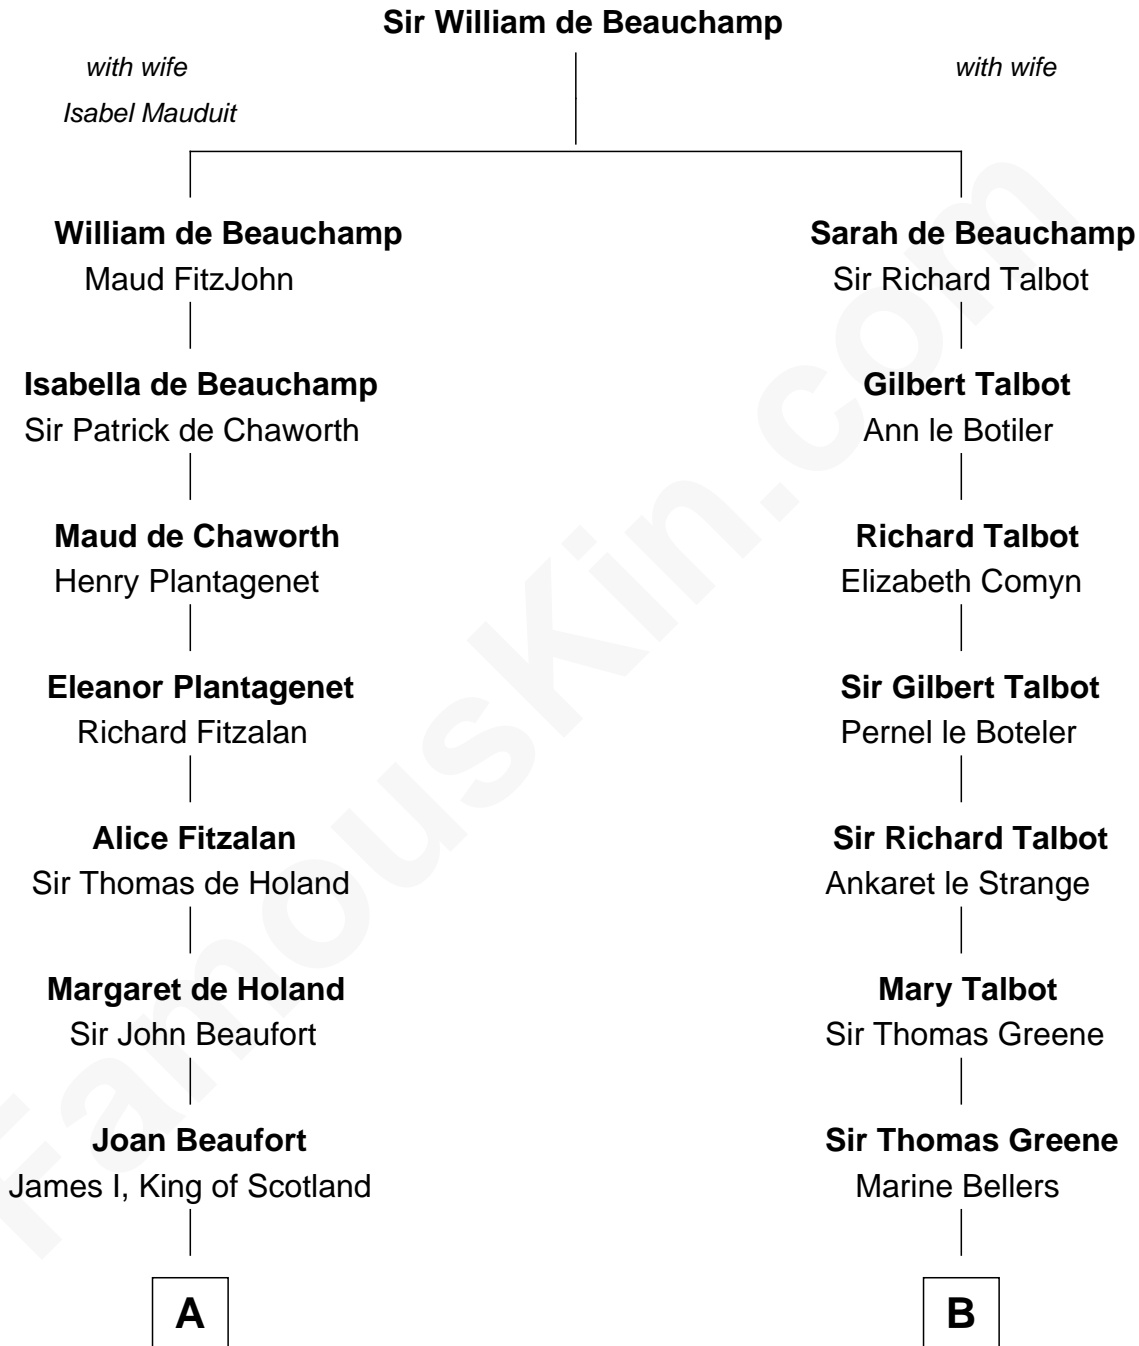 Sir William de Beauchamp
with wife
Isabel Mauduit
with wife
William de Beauchamp
Maud FitzJohn
Sarah de Beauchamp
Sir Richard Talbot
Isabella de Beauchamp
Sir Patrick de Chaworth
Gilbert Talbot
Ann le Botiler
Maud de Chaworth
Henry Plantagenet
Richard Talbot
Elizabeth Comyn
Eleanor Plantagenet
Richard Fitzalan
Sir Gilbert Talbot
Pernel le Boteler
Alice Fitzalan
Sir Thomas de Holand
Sir Richard Talbot
Ankaret le Strange
Margaret de Holand
Sir John Beaufort
Mary Talbot
Sir Thomas Greene
Joan Beaufort
James I, King of Scotland
Sir Thomas Greene
Marine Bellers
A
B
FamousKin.com